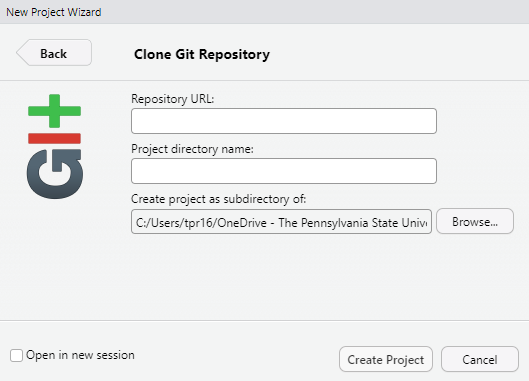 New Project Wizard
Back
Clone Git Repository
Git
Repository URL:
Project directory name:
Create project as subdirectory of:
C:/Users/tpr16/OneDrive - The Pennsylvania State Unive
Browse...
Open in new session
Create Project
Cancel